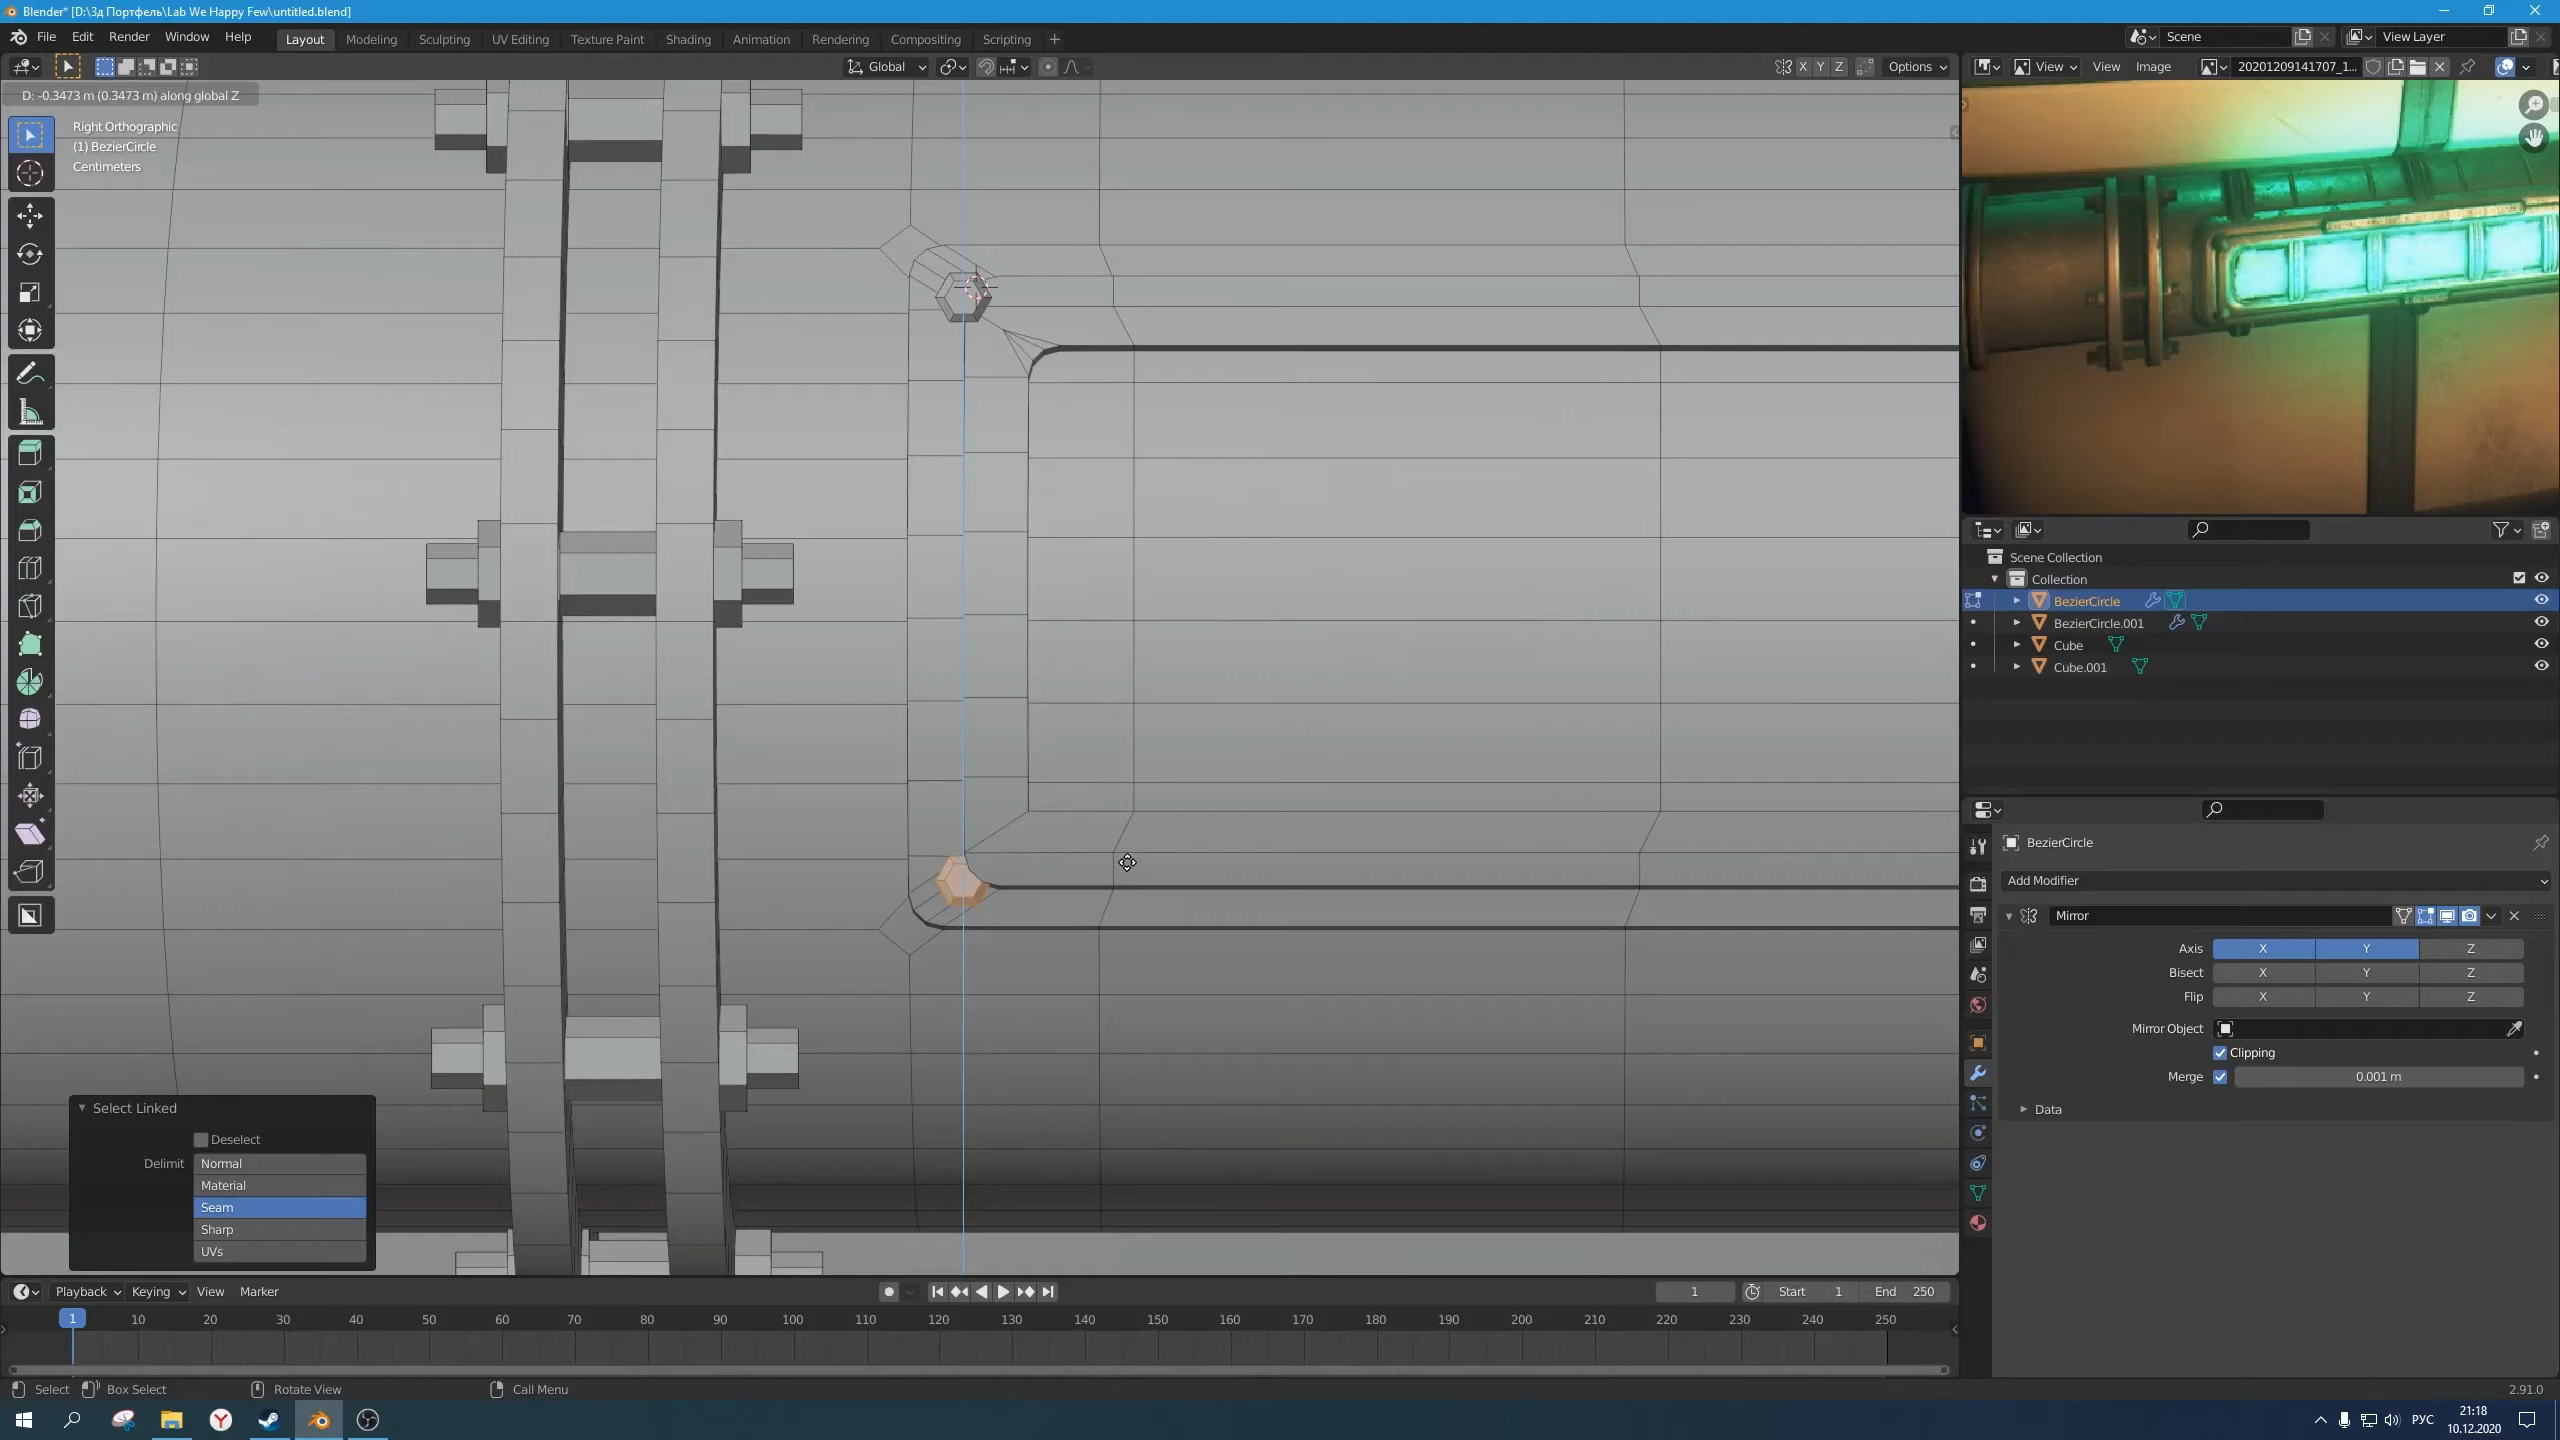 Blender* [D:\3д Портфель\Lab We Happy Few\untitled.blend]
File Edit Render Window Help Layout Modeling Sculpting UV Editing Texture Paint Shading Animation Rendering Compositing Scripting
Scene View Layer
Global X Y Z Options
View View Image 20201209141707_1...
D: -0.3473 m (0.3473 m) along global Z
Right Orthographic
(1) BezierCircle
Centimeters
Scene Collection
Collection
BezierCircle
BezierCircle.001
Cube
Cube.001
BezierCircle
Add Modifier
Mirror
Axis X Y Z
Bisect X Y Z
Flip X Y Z
Mirror Object
Clipping
Merge 0.001 m
Data
Select Linked
Deselect
Delimit Normal
Material
Seam
Sharp
UVs
Playback Keying View Marker 1 Start 1 End 250
1 10 20 30 40 50 60 70 80 90 100 110 120 130 140 150 160 170 180 190 200 210 220 230 240 250
Select Box Select Rotate View Call Menu 2.91.0
РУС 21:18
10.12.2020